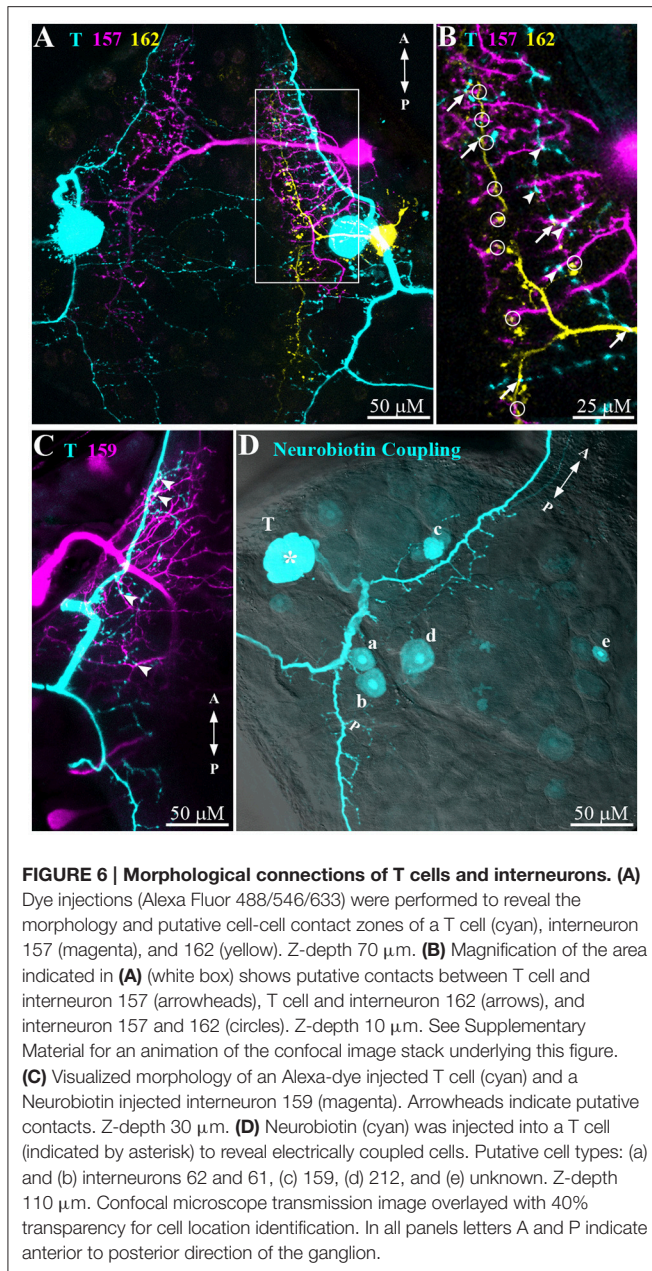 A T 157 162 A
P
50 μM
B T 157 162
25 μM
C T 159
A
P
50 μM
D Neurobiotin Coupling
A
P
T
*
c
a
d
e
b
P
50 μM
FIGURE 6 | Morphological connections of T cells and interneurons. (A)
Dye injections (Alexa Fluor 488/546/633) were performed to reveal the
morphology and putative cell-cell contact zones of a T cell (cyan), interneuron
157 (magenta), and 162 (yellow). Z-depth 70 μm. (B) Magnification of the area
indicated in (A) (white box) shows putative contacts between T cell and
interneuron 157 (arrowheads), T cell and interneuron 162 (arrows), and
interneuron 157 and 162 (circles). Z-depth 10 μm. See Supplementary
Material for an animation of the confocal image stack underlying this figure.
(C) Visualized morphology of an Alexa-dye injected T cell (cyan) and a
Neurobiotin injected interneuron 159 (magenta). Arrowheads indicate putative
contacts. Z-depth 30 μm. (D) Neurobiotin (cyan) was injected into a T cell
(indicated by asterisk) to reveal electrically coupled cells. Putative cell types: (a)
and (b) interneurons 62 and 61, (c) 159, (d) 212, and (e) unknown. Z-depth
110 μm. Confocal microscope transmission image overlayed with 40%
transparency for cell location identification. In all panels letters A and P indicate
anterior to posterior direction of the ganglion.